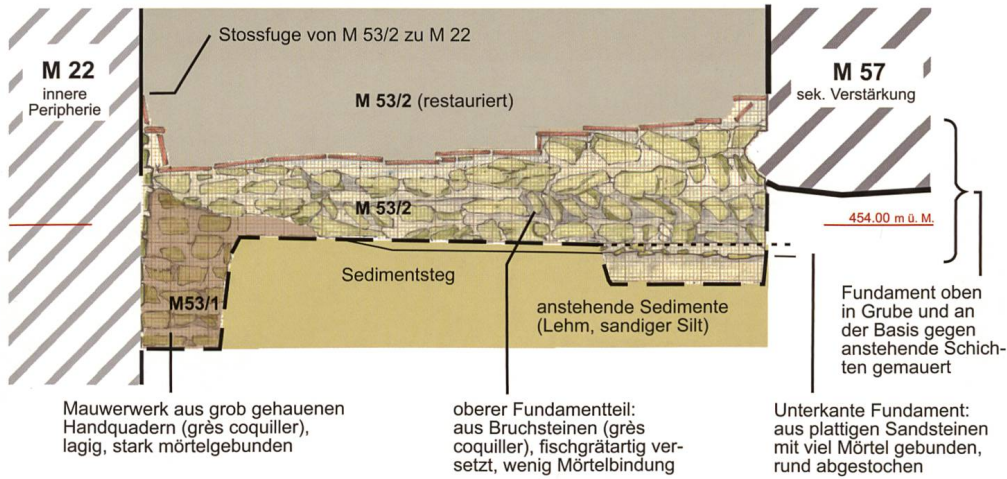 Stossfuge von M 53/2 zu M 22
M 22
innere
Peripherie
M 53/2 (restauriert)
M 57
sek. Verstärkung
M 53/2
454.00 m ü. M.
Sedimentsteg
M53/1
anstehende Sedimente
(Lehm, sandiger Silt)
Fundament oben
in Grube und an
der Basis gegen
anstehende Schich-
ten gemauert
Mauwerwerk aus grob gehauenen
Handquadern (grès coquiller),
lagig, stark mörtelgebunden
oberer Fundamentteil:
aus Bruchsteinen (grès
coquiller), fischgrätartig ver-
setzt, wenig Mörtelbindung
Unterkante Fundament:
aus plattigen Sandsteinen
mit viel Mörtel gebunden,
rund abgestochen